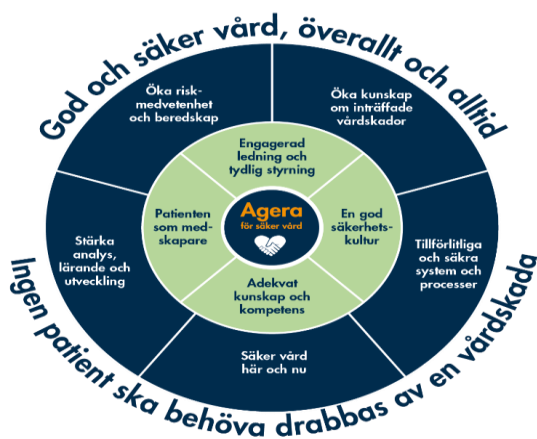 God och säker vård, överallt och alltid
Öka risk-
medvetenhet
och beredskap
Öka kunskap
om inträffade
vårdskador
Engagerad
ledning och
tydlig styrning
Patienten
som med-
skapare
Agera
för säker vård
En god
säkerhets-
kultur
Stärka
analys,
lärande och
utveckling
Tillförlitliga
och säkra
system och
processer
Adekvat
kunskap och
kompetens
Säker vård
här och nu
Ingen patient ska behöva drabbas av en vårdskada